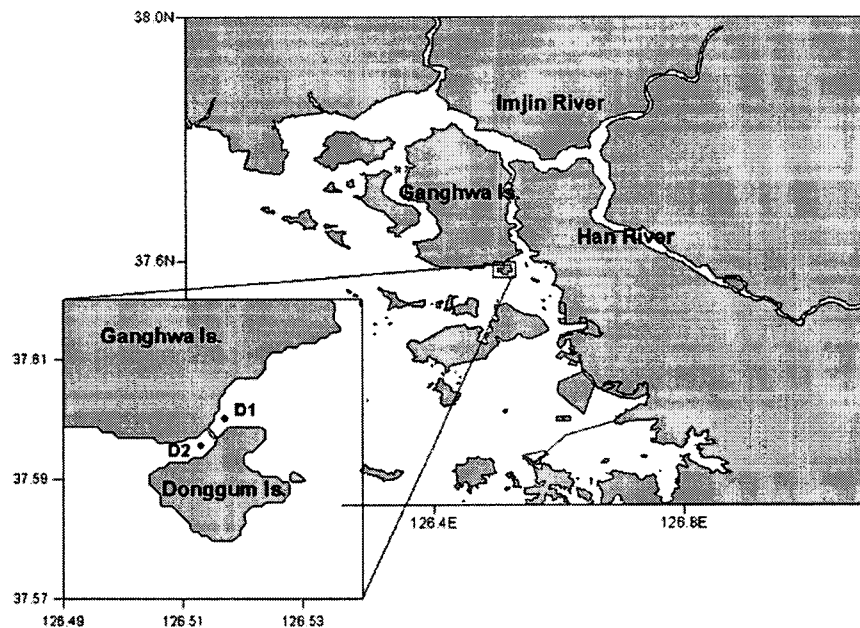 38.0N
Imjin River
Ganghwa Is.
Han River
37.6N
Ganghwa Is.
37.61
D1
D2
37.59
Donggum Is.
126.4E
126.8E
37.57
126.49
126.51
126.53